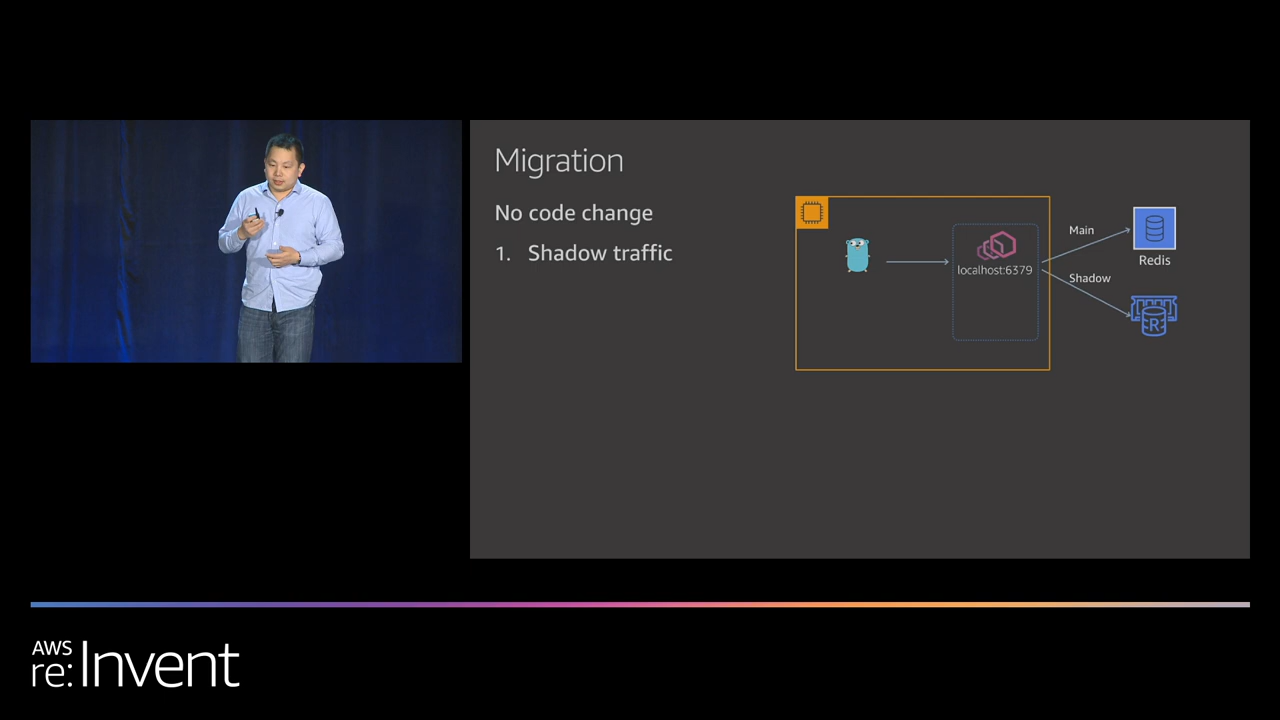 Migration
No code change
1. Shadow traffic
localhost:6379
Main
Redis
Shadow
R
AWS
re:Invent